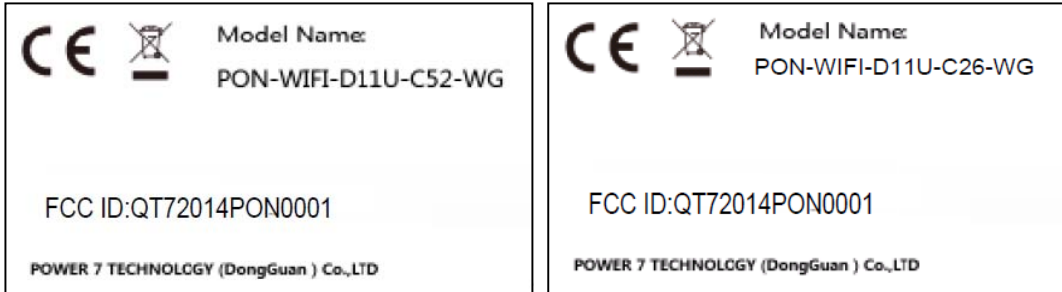 CE
Model Name:
PON-WIFI-D11U-C52-WG
FCC ID:QT72014PON0001
POWER 7 TECHNOLOGY (DongGuan ) Co.,LTD
CE
Model Name:
PON-WIFI-D11U-C26-WG
FCC ID:QT72014PON0001
POWER 7 TECHNOLOGY (DongGuan ) Co.,LTD